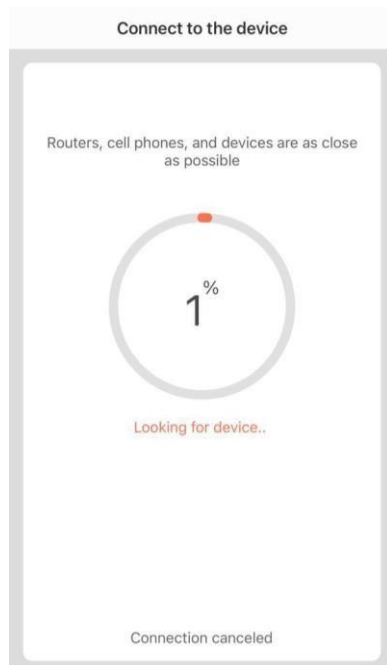 Connect to the device
Routers, cell phones, and devices are as close
as possible
1%
Looking for device..
Connection canceled